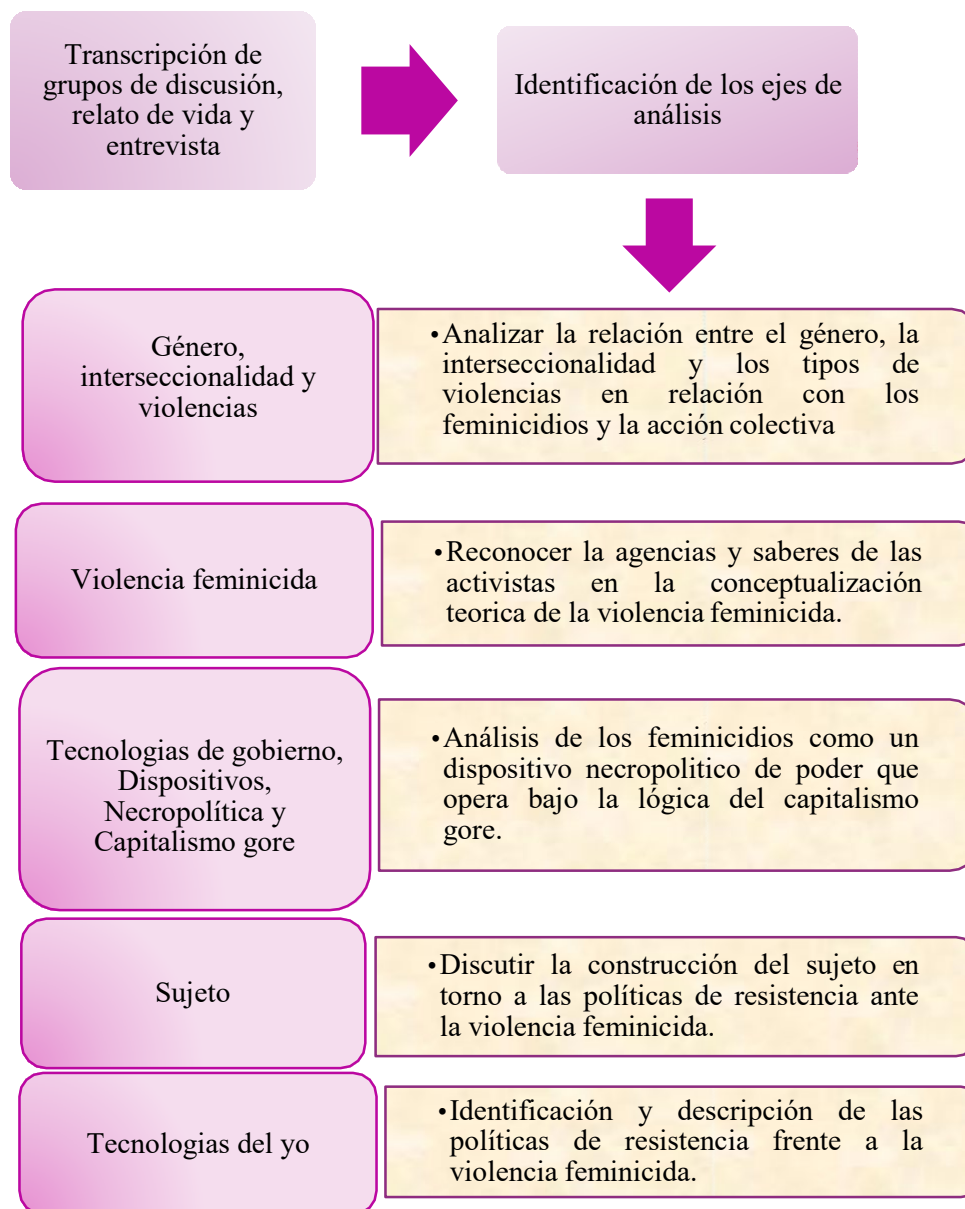 Transcripción de
grupos de discusión,
relato de vida y
entrevista
Identificación de los ejes de
análisis
Género,
interseccionalidad y
violencias
•Analizar la relación entre el género, la
interseccionalidad y los tipos de
violencias en relación con los
feminicidios y la acción colectiva
Violencia feminicida
•Reconocer la agencias y saberes de las
activistas en la conceptualización
teorica de la violencia feminicida.
Tecnologias de gobierno,
Dispositivos,
Necropolítica y
Capitalismo gore
•Análisis de los feminicidios como un
dispositivo necropolitico de poder que
opera bajo la lógica del capitalismo
gore.
Sujeto
•Discutir la construcción del sujeto en
torno a las políticas de resistencia ante
la violencia feminicida.
Tecnologias del yo
•Identificación y descripción de las
políticas de resistencia frente a la
violencia feminicida.